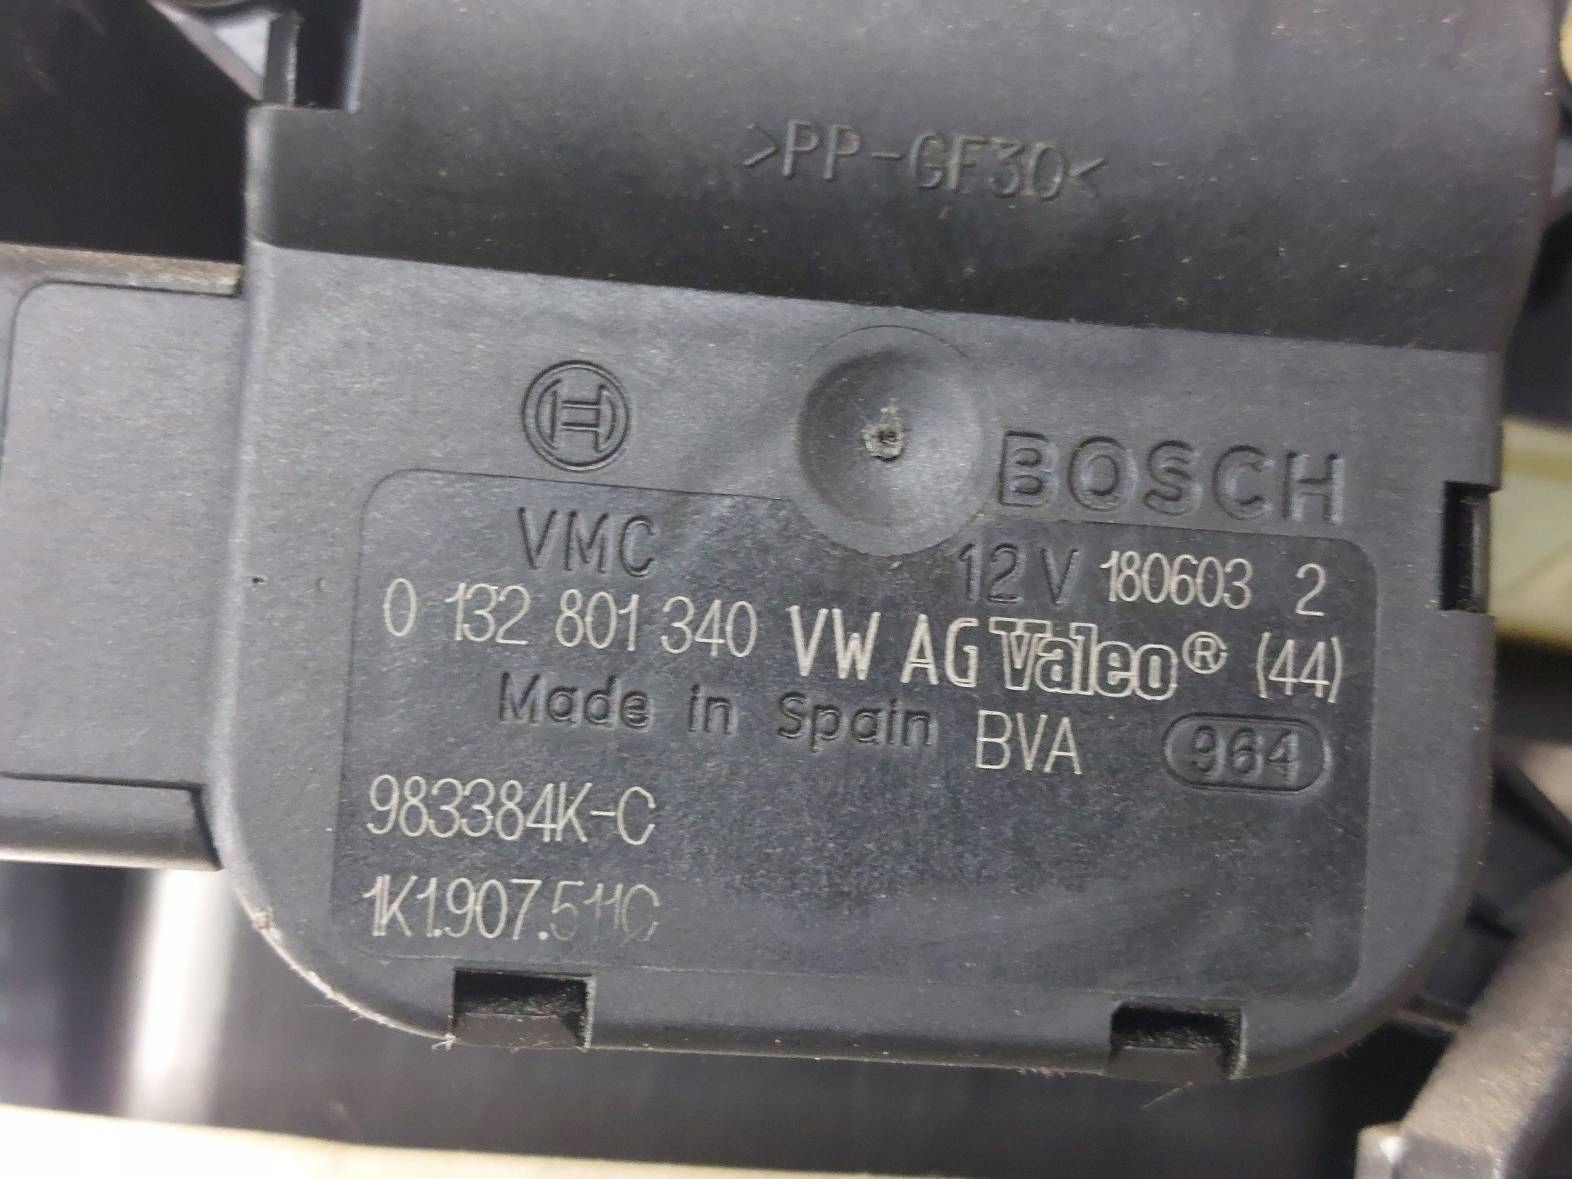 >PP-GF30<
BOSCH
VMC 12V 180603 2
0 132 801 340 VW AG Valeo® (44)
Made in Spain BVA 964
983384K-C
1K1.907.511C